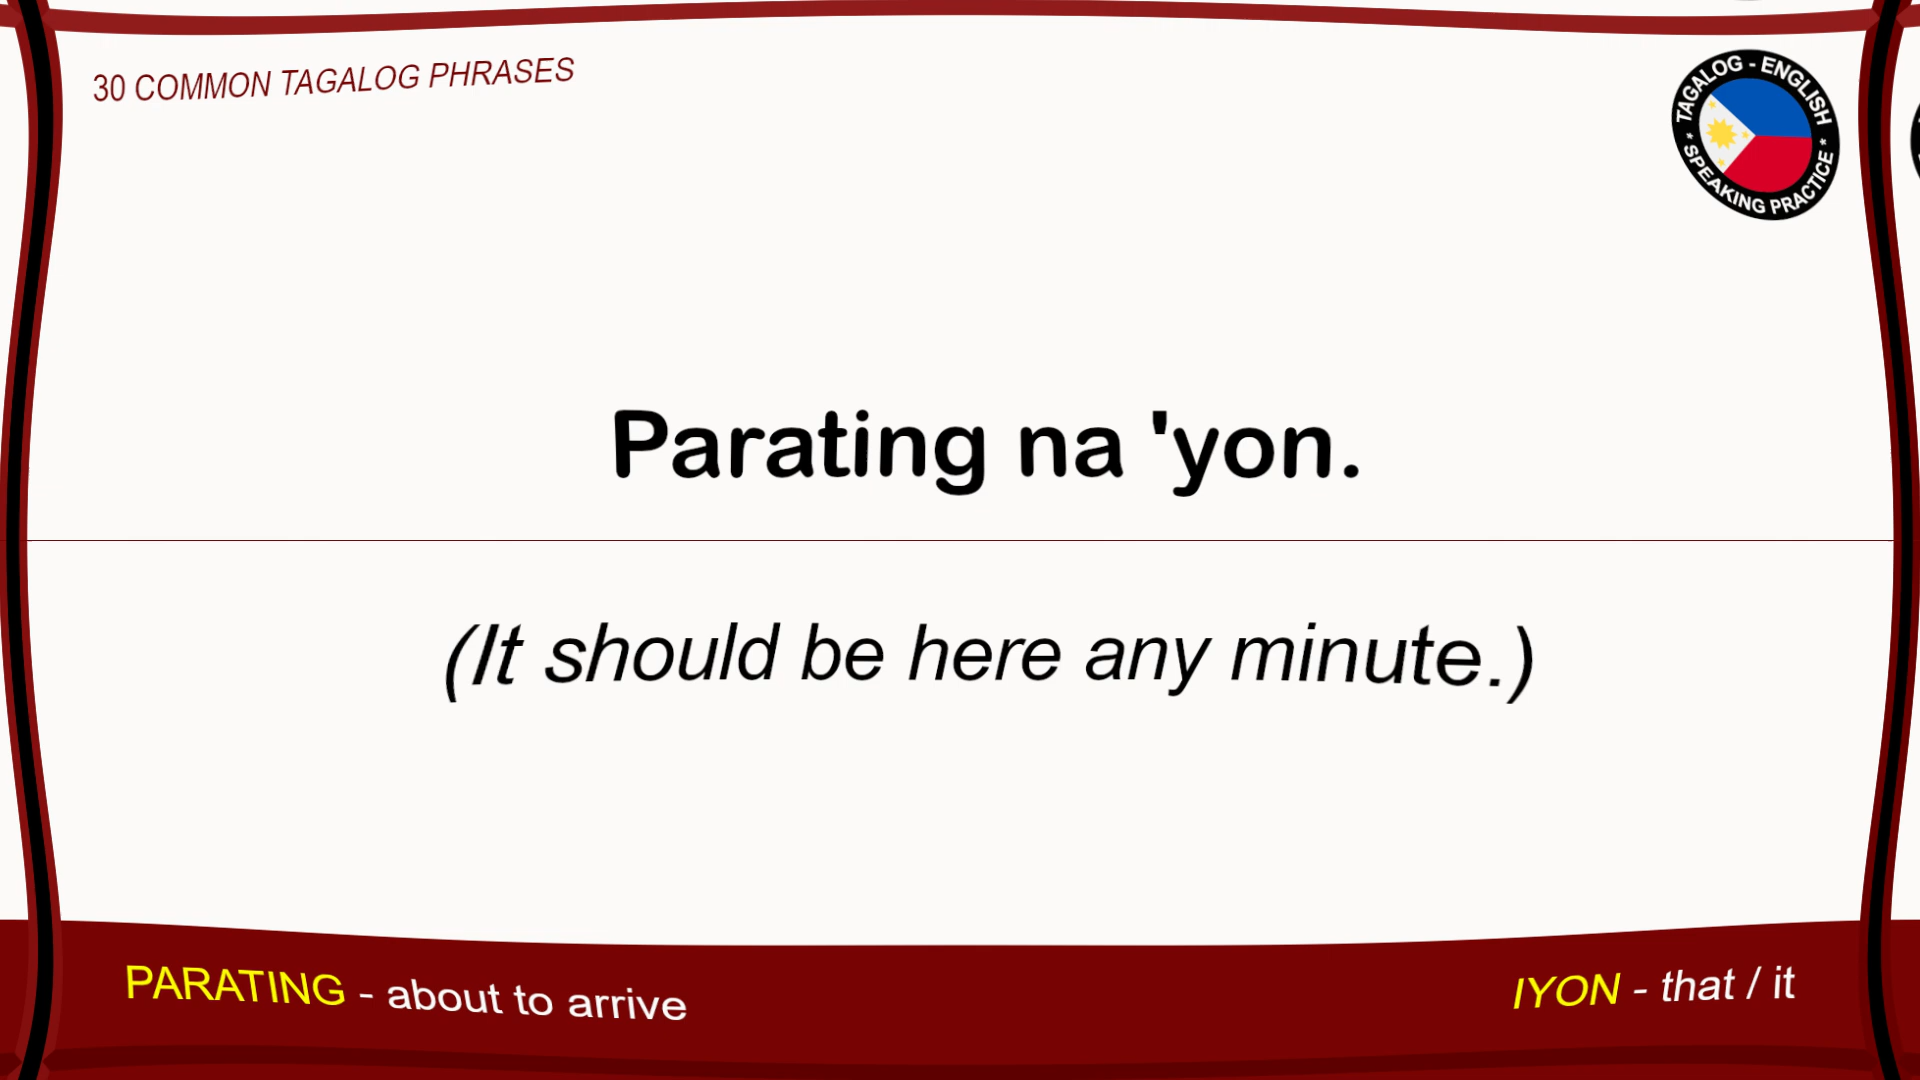 30 COMMON TAGALOG PHRASES
TAGALOG - ENGLISH
* SPEAKING PRACTICE *
Parating na 'yon.
(It should be here any minute.)
PARATING - about to arrive
IYON - that / it